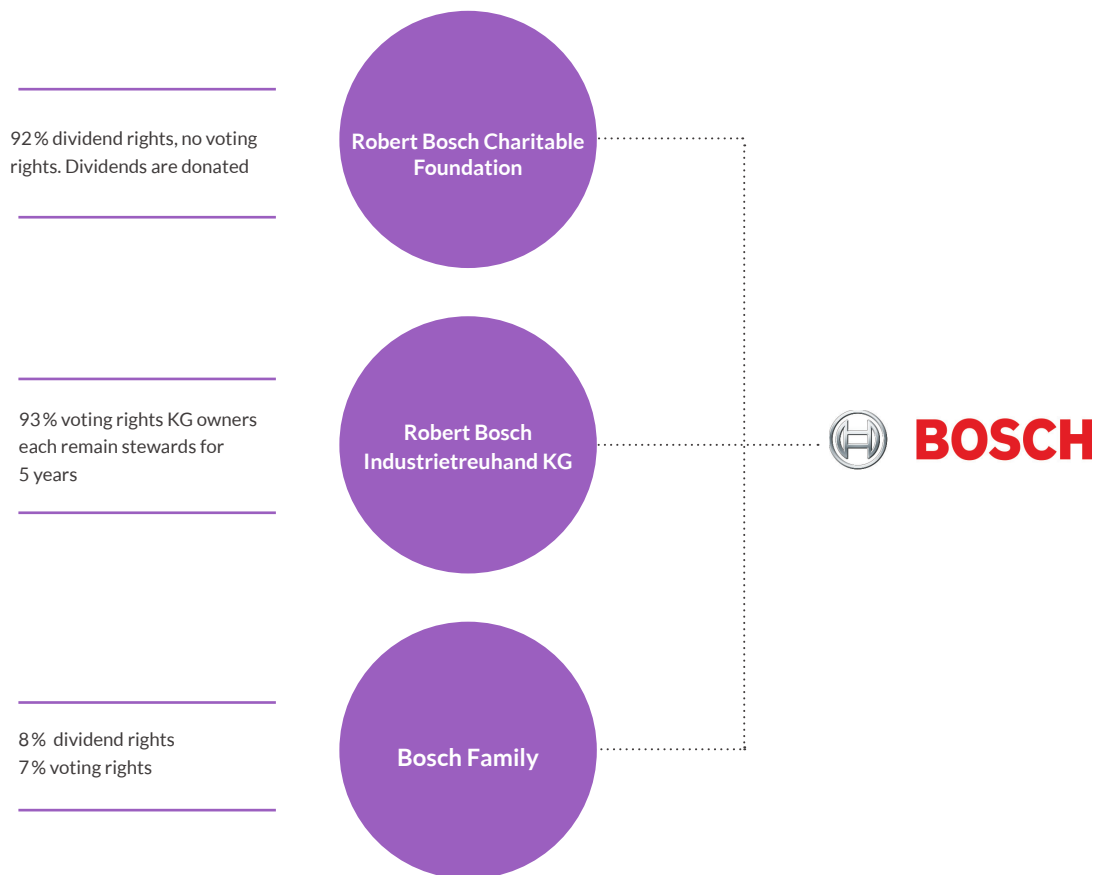 92% dividend rights, no voting
rights. Dividends are donated
Robert Bosch Charitable
Foundation
93% voting rights KG owners
each remain stewards for
5 years
Robert Bosch
Industrietreuhand KG
BOSCH
8% dividend rights
7% voting rights
Bosch Family